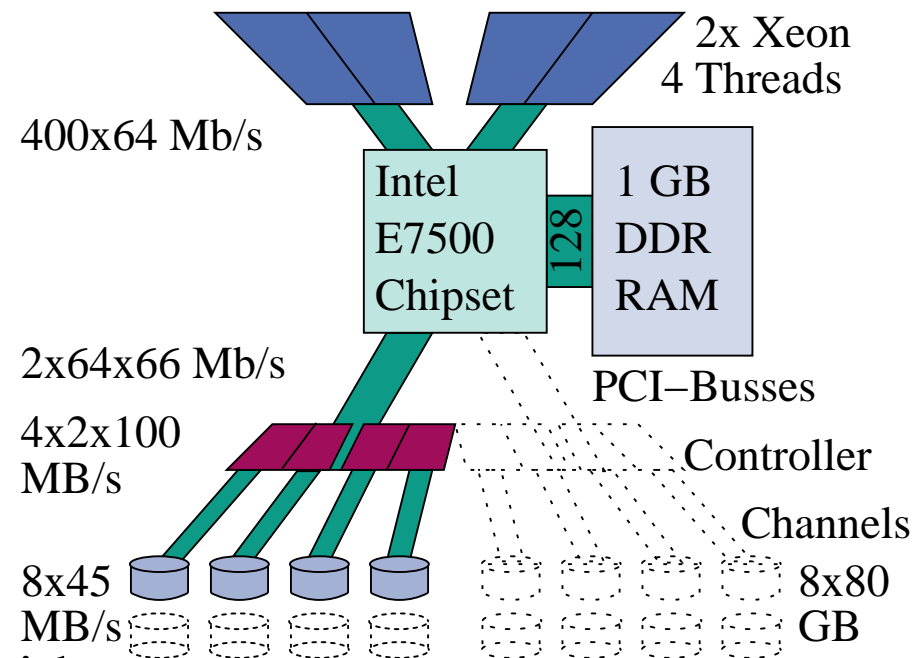 2x Xeon
4 Threads
400x64 Mb/s
Intel
E7500
Chipset
128
1 GB
DDR
RAM
2x64x66 Mb/s
PCI–Busses
4x2x100
MB/s
Controller
Channels
8x45
MB/s
8x80
GB